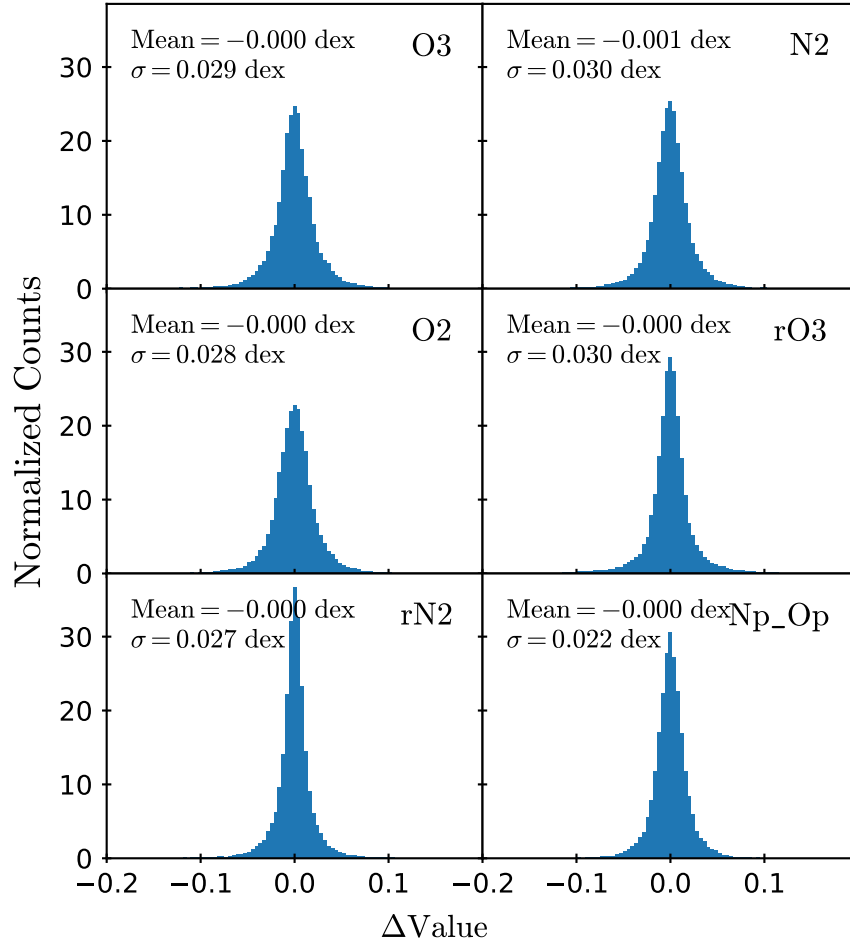 Mean = −0.000 dex
σ = 0.029 dex
O3
Mean = −0.001 dex
σ = 0.030 dex
N2
30
20
10
0
Mean = −0.000 dex
σ = 0.028 dex
O2
Mean = −0.000 dex
σ = 0.030 dex
rO3
30
20
10
0
Normalized Counts
Mean = −0.000 dex
σ = 0.027 dex
rN2
Mean = −0.000 dex
σ = 0.022 dex
Np_Op
30
20
10
0
−0.2
−0.1
0.0
0.1
−0.2
−0.1
0.0
0.1
ΔValue